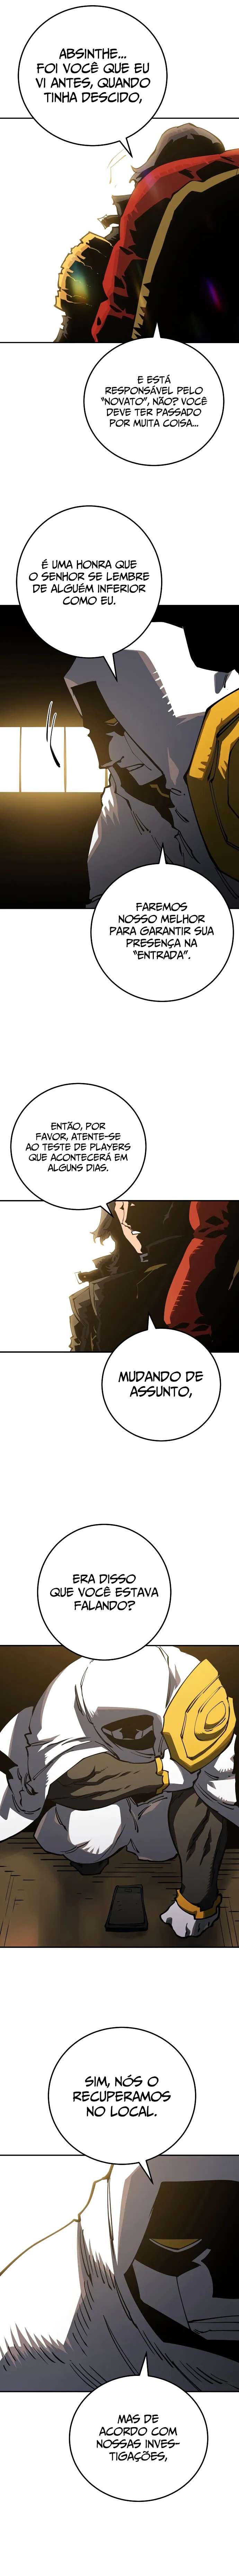 ABSINTHE...
FOI VOCÊ QUE EU
VI ANTES, QUANDO
TINHA DESCIDO,
E ESTÁ
RESPONSÁVEL PELO
"NOVATO", NÃO? VOCÊ
DEVE TER PASSADO
POR MUITA COISA...
É UMA HONRA QUE
O SENHOR SE LEMBRE
DE ALGUÉM INFERIOR
COMO EU.
FAREMOS
NOSSO MELHOR
PARA GARANTIR SUA
PRESENÇA NA
"ENTRADA".
ENTÃO, POR
FAVOR, ATENTE-SE
AO TESTE DE PLAYERS
QUE ACONTECERÁ EM
ALGUNS DIAS.
MUDANDO DE
ASSUNTO,
ERA DISSO
QUE VOCÊ ESTAVA
FALANDO?
SIM, NÓS O
RECUPERAMOS
NO LOCAL.
MAS DE
ACORDO COM
NOSSAS INVES-
TIGAÇÕES,